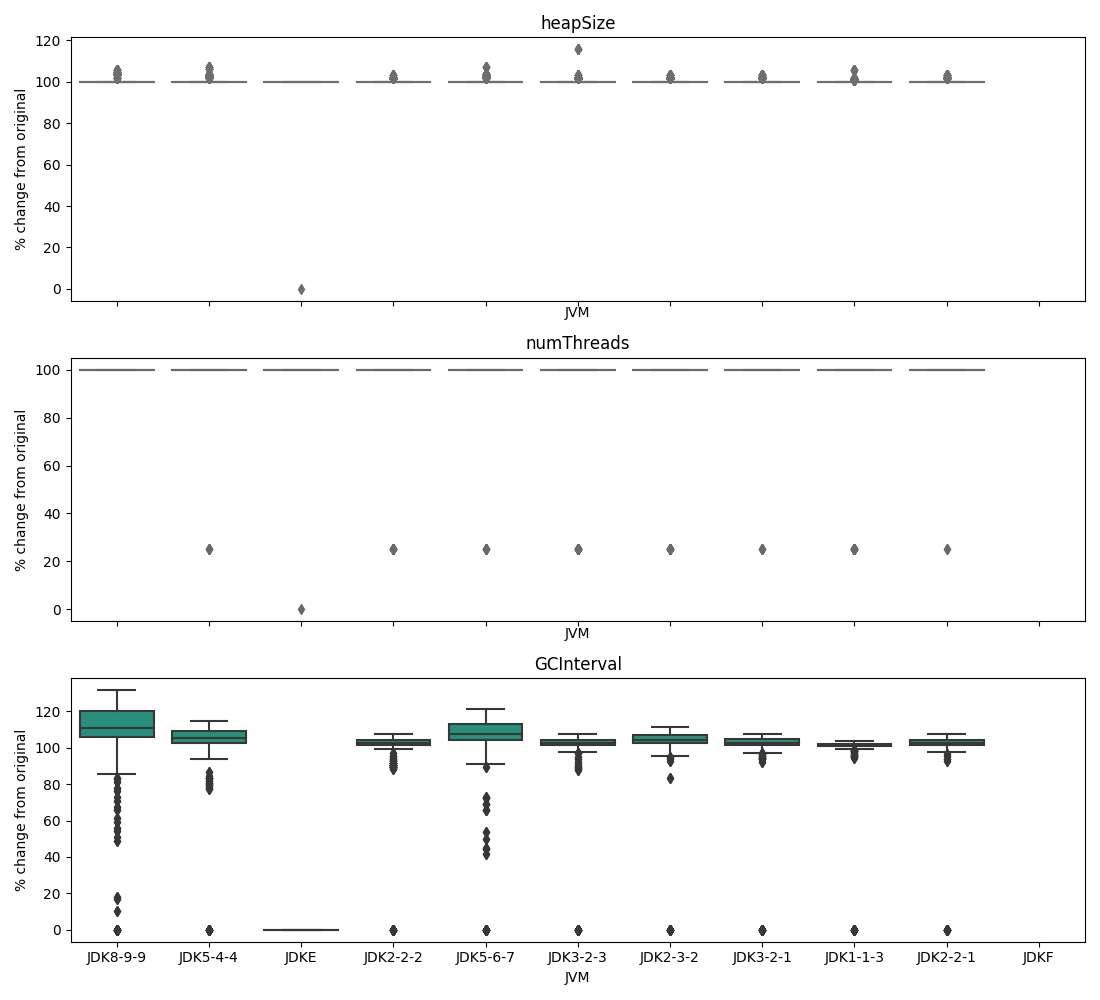 heapSize
120
100
80
60
40
20
0
% change from original
JVM
numThreads
100
80
60
40
20
0
% change from original
JVM
GCInterval
120
100
80
60
40
20
0
% change from original
JDK8-9-9 JDK5-4-4 JDKE JDK2-2-2 JDK5-6-7 JDK3-2-3 JDK2-3-2 JDK3-2-1 JDK1-1-3 JDK2-2-1 JDKF
JVM